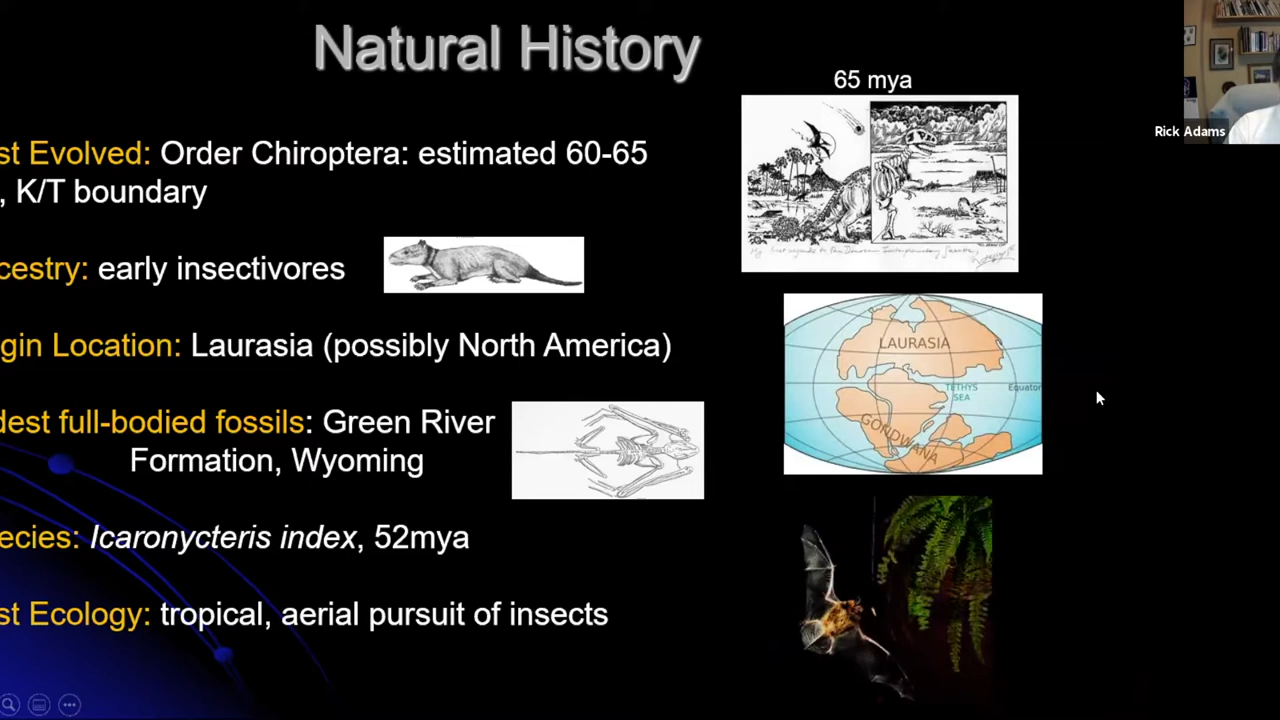 Natural History
65 mya
Rick Adams
st Evolved: Order Chiroptera: estimated 60-65
, K/T boundary
cestry: early insectivores
gin Location: Laurasia (possibly North America)
LAURASIA
TETHYS
SEA
Equator
GONDWANA
dest full-bodied fossils: Green River
Formation, Wyoming
ecies: Icaronycteris index, 52mya
st Ecology: tropical, aerial pursuit of insects